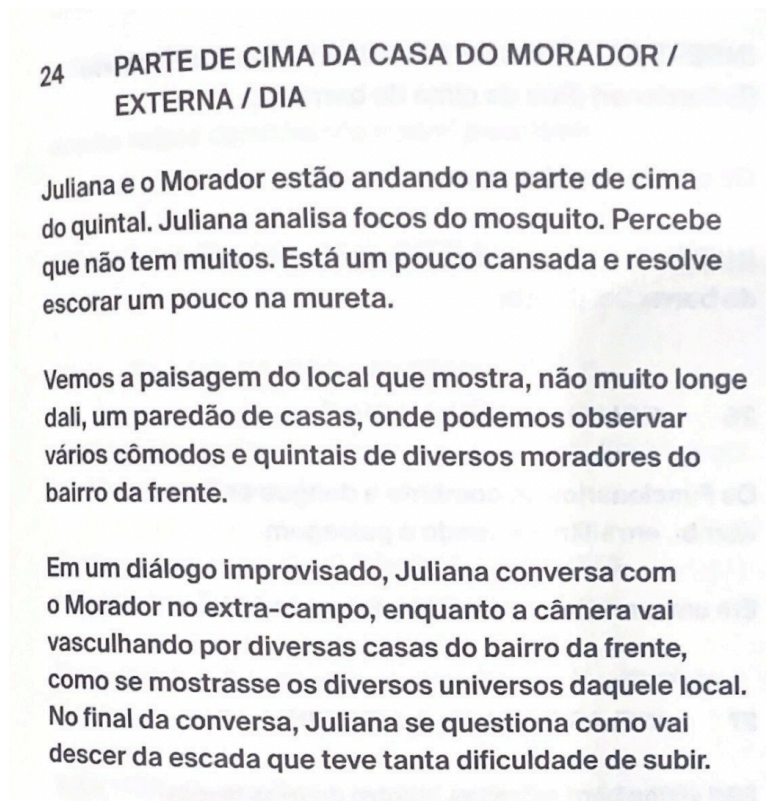 24 PARTE DE CIMA DA CASA DO MORADOR /
EXTERNA / DIA
Juliana e o Morador estão andando na parte de cima
do quintal. Juliana analisa focos do mosquito. Percebe
que não tem muitos. Está um pouco cansada e resolve
escorar um pouco na mureta.
Vemos a paisagem do local que mostra, não muito longe
dali, um paredão de casas, onde podemos observar
vários cômodos e quintais de diversos moradores do
bairro da frente.
Em um diálogo improvisado, Juliana conversa com
o Morador no extra-campo, enquanto a câmera vai
vasculhando por diversas casas do bairro da frente,
como se mostrasse os diversos universos daquele local.
No final da conversa, Juliana se questiona como vai
descer da escada que teve tanta dificuldade de subir.